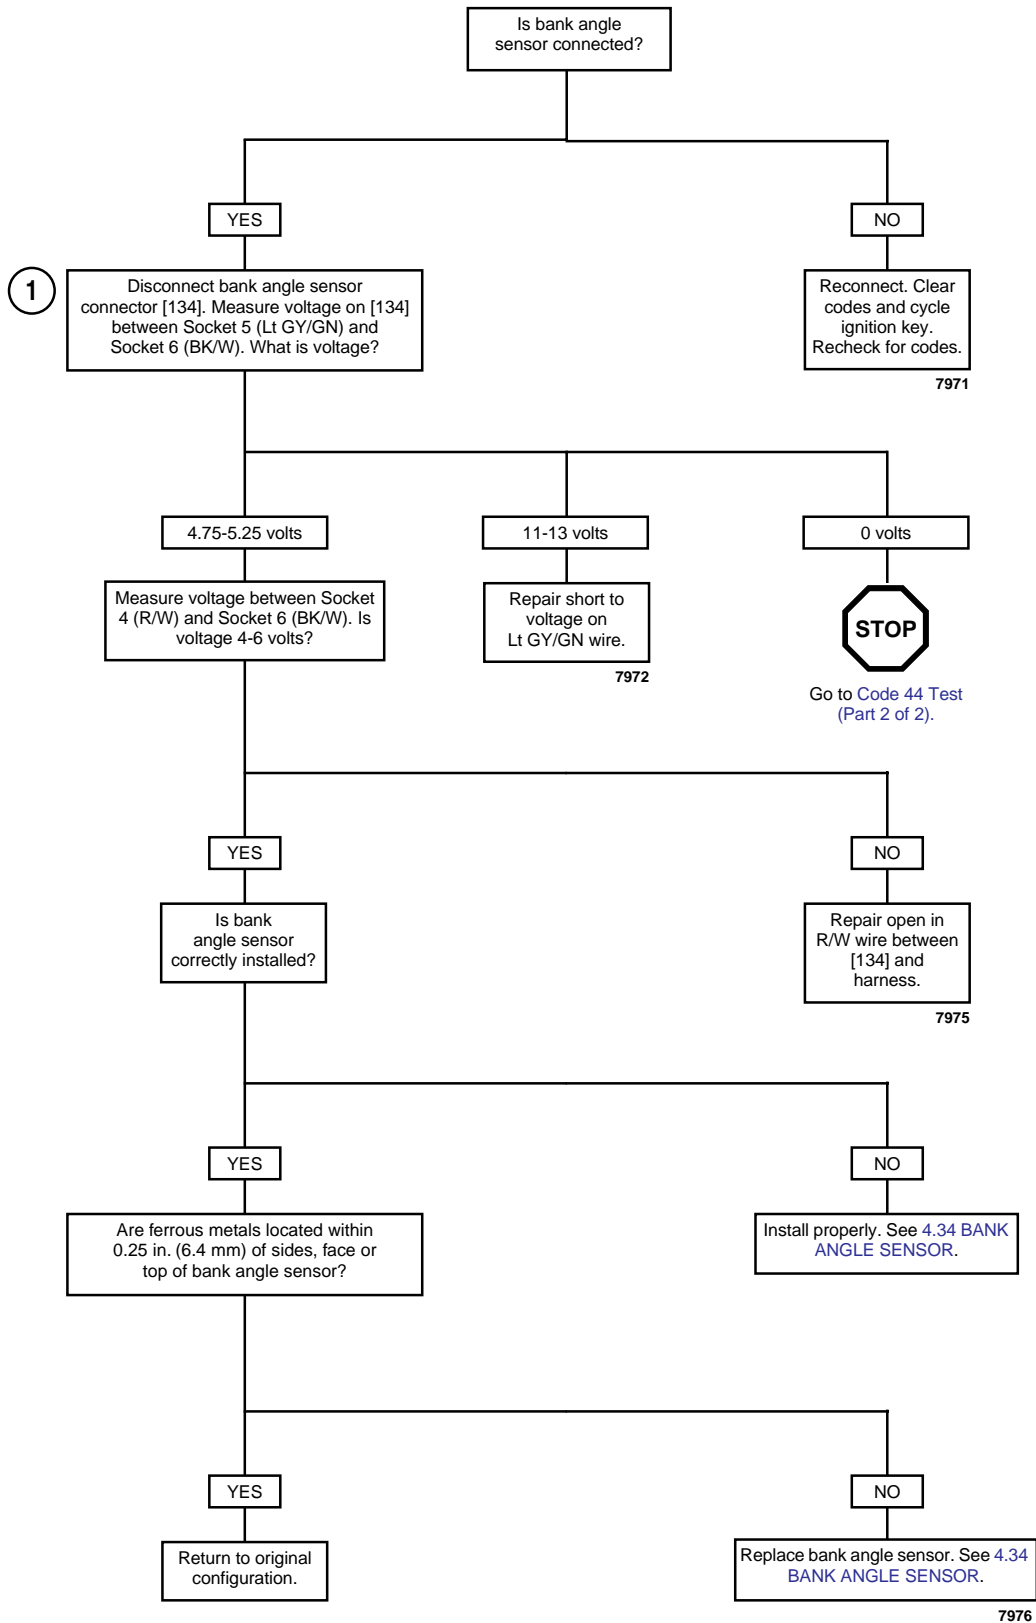 Is bank angle
sensor connected?
YES
NO
1
Disconnect bank angle sensor
connector [134]. Measure voltage on [134]
between Socket 5 (Lt GY/GN) and
Socket 6 (BK/W). What is voltage?
Reconnect. Clear
codes and cycle
ignition key.
Recheck for codes.
7971
4.75-5.25 volts
11-13 volts
0 volts
Measure voltage between Socket
4 (R/W) and Socket 6 (BK/W). Is
voltage 4-6 volts?
Repair short to
voltage on
Lt GY/GN wire.
7972
STOP
Go to Code 44 Test
(Part 2 of 2).
YES
NO
Is bank
angle sensor
correctly installed?
Repair open in
R/W wire between
[134] and
harness.
7975
YES
NO
Are ferrous metals located within
0.25 in. (6.4 mm) of sides, face or
top of bank angle sensor?
Install properly. See 4.34 BANK
ANGLE SENSOR.
YES
NO
Return to original
configuration.
Replace bank angle sensor. See 4.34
BANK ANGLE SENSOR.
7976